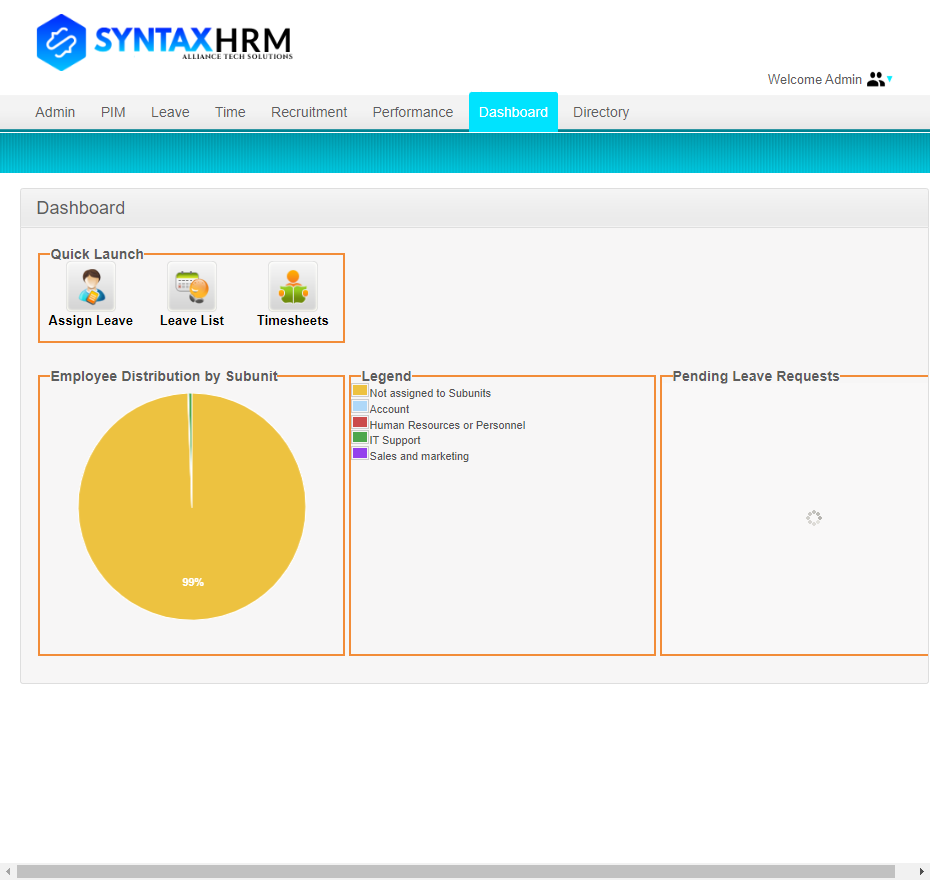 SYNTAXHRM
ALLIANCE TECH SOLUTIONS
Welcome Admin
Admin PIM Leave Time Recruitment Performance Dashboard Directory
Dashboard
Quick Launch
Assign Leave Leave List Timesheets
Employee Distribution by Subunit
99%
Legend
Not assigned to Subunits
Account
Human Resources or Personnel
IT Support
Sales and marketing
Pending Leave Requests